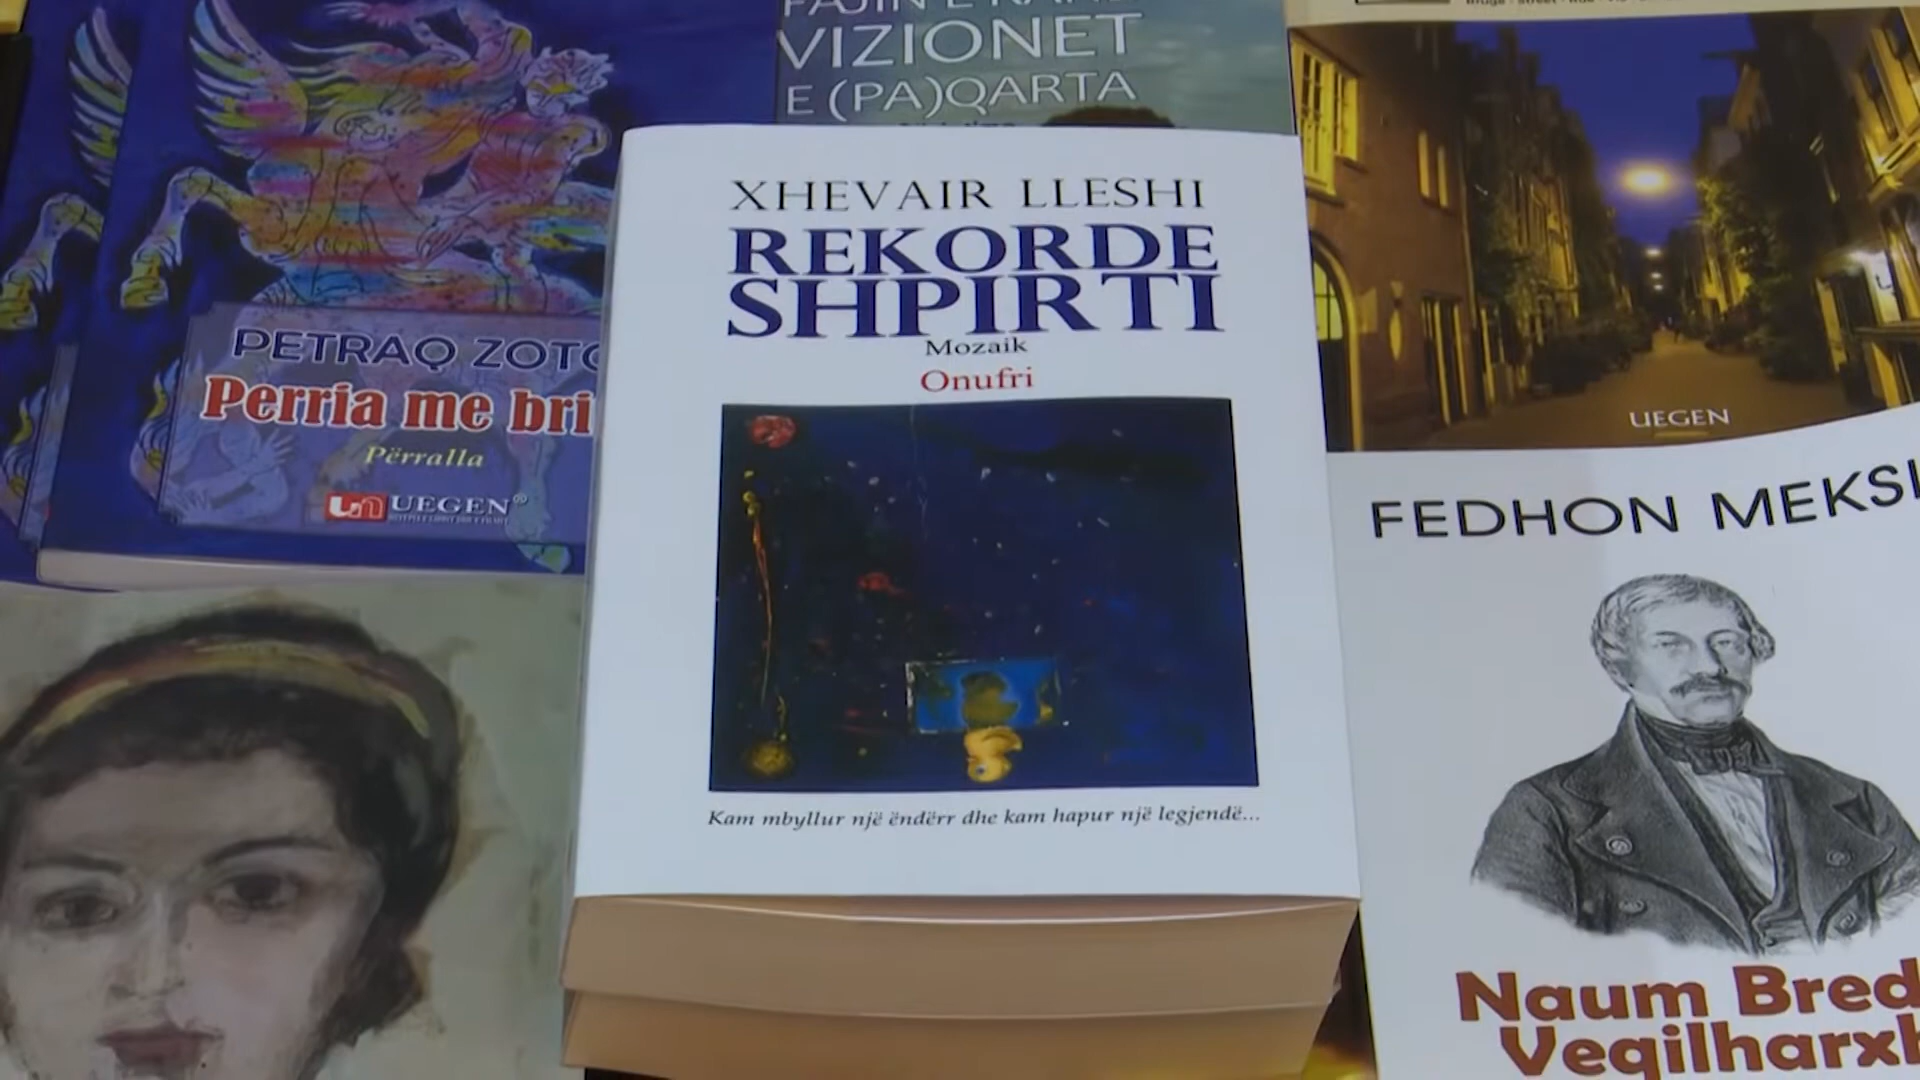 VIZIONET
E (PA)QARTA
XHEVAIR LLESHI
REKORDE
SHPIRTI
Mozaik
Onufri
Kam mbyllur një ëndërr dhe kam hapur një legjendë...
PETRAQ ZOTO
Perria me bri
Përralla
UEGEN
UEGEN
FEDHON MEKSI
Naum Bred
Veqilharxh